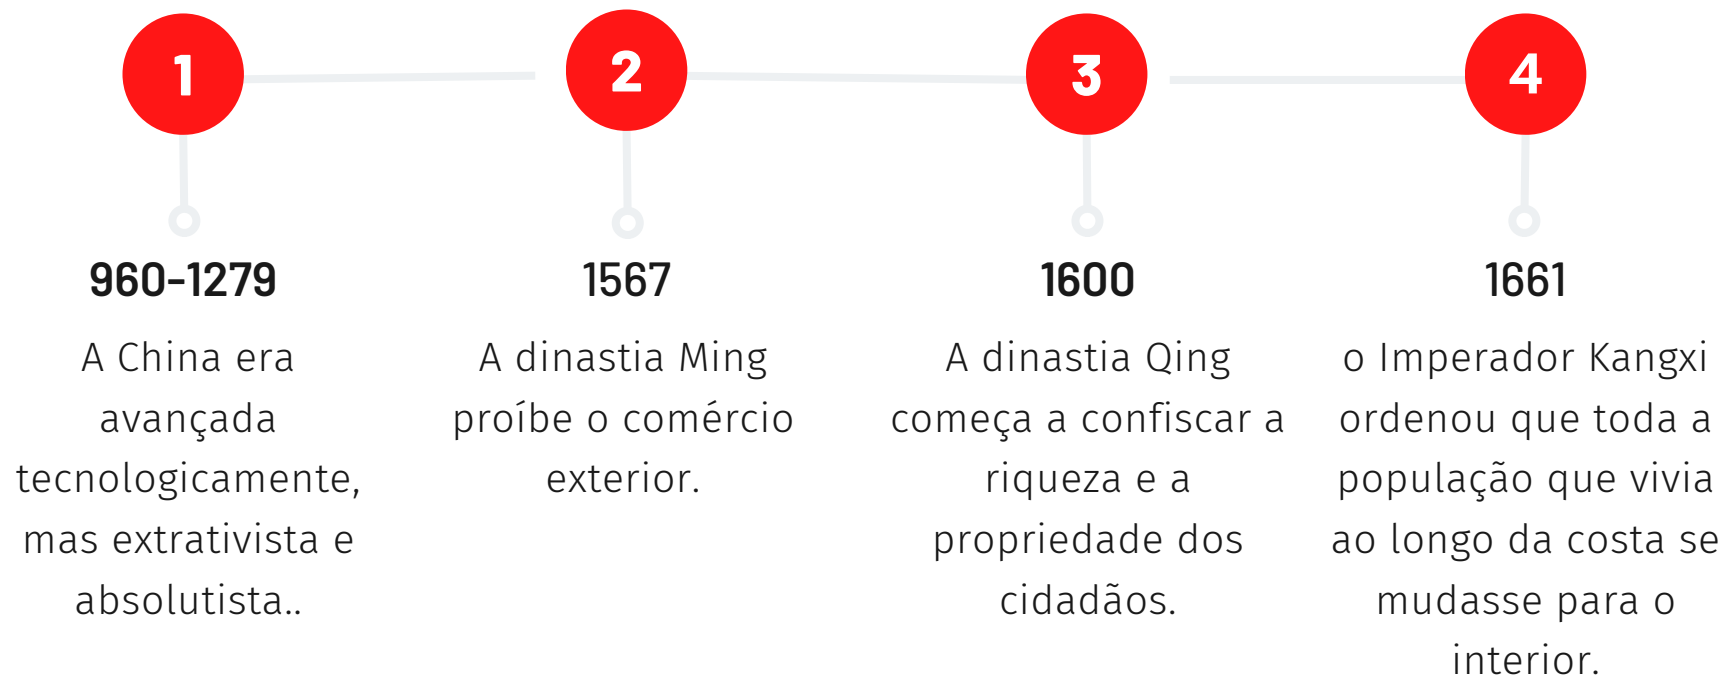 1
2
3
4
960-1279
A China era
avançada
tecnologicamente,
mas extrativista e
absolutista..
1567
A dinastia Ming
proíbe o comércio
exterior.
1600
A dinastia Qing
começa a confiscar a
riqueza e a
propriedade dos
cidadãos.
1661
o Imperador Kangxi
ordenou que toda a
população que vivia
ao longo da costa se
mudasse para o
interior.